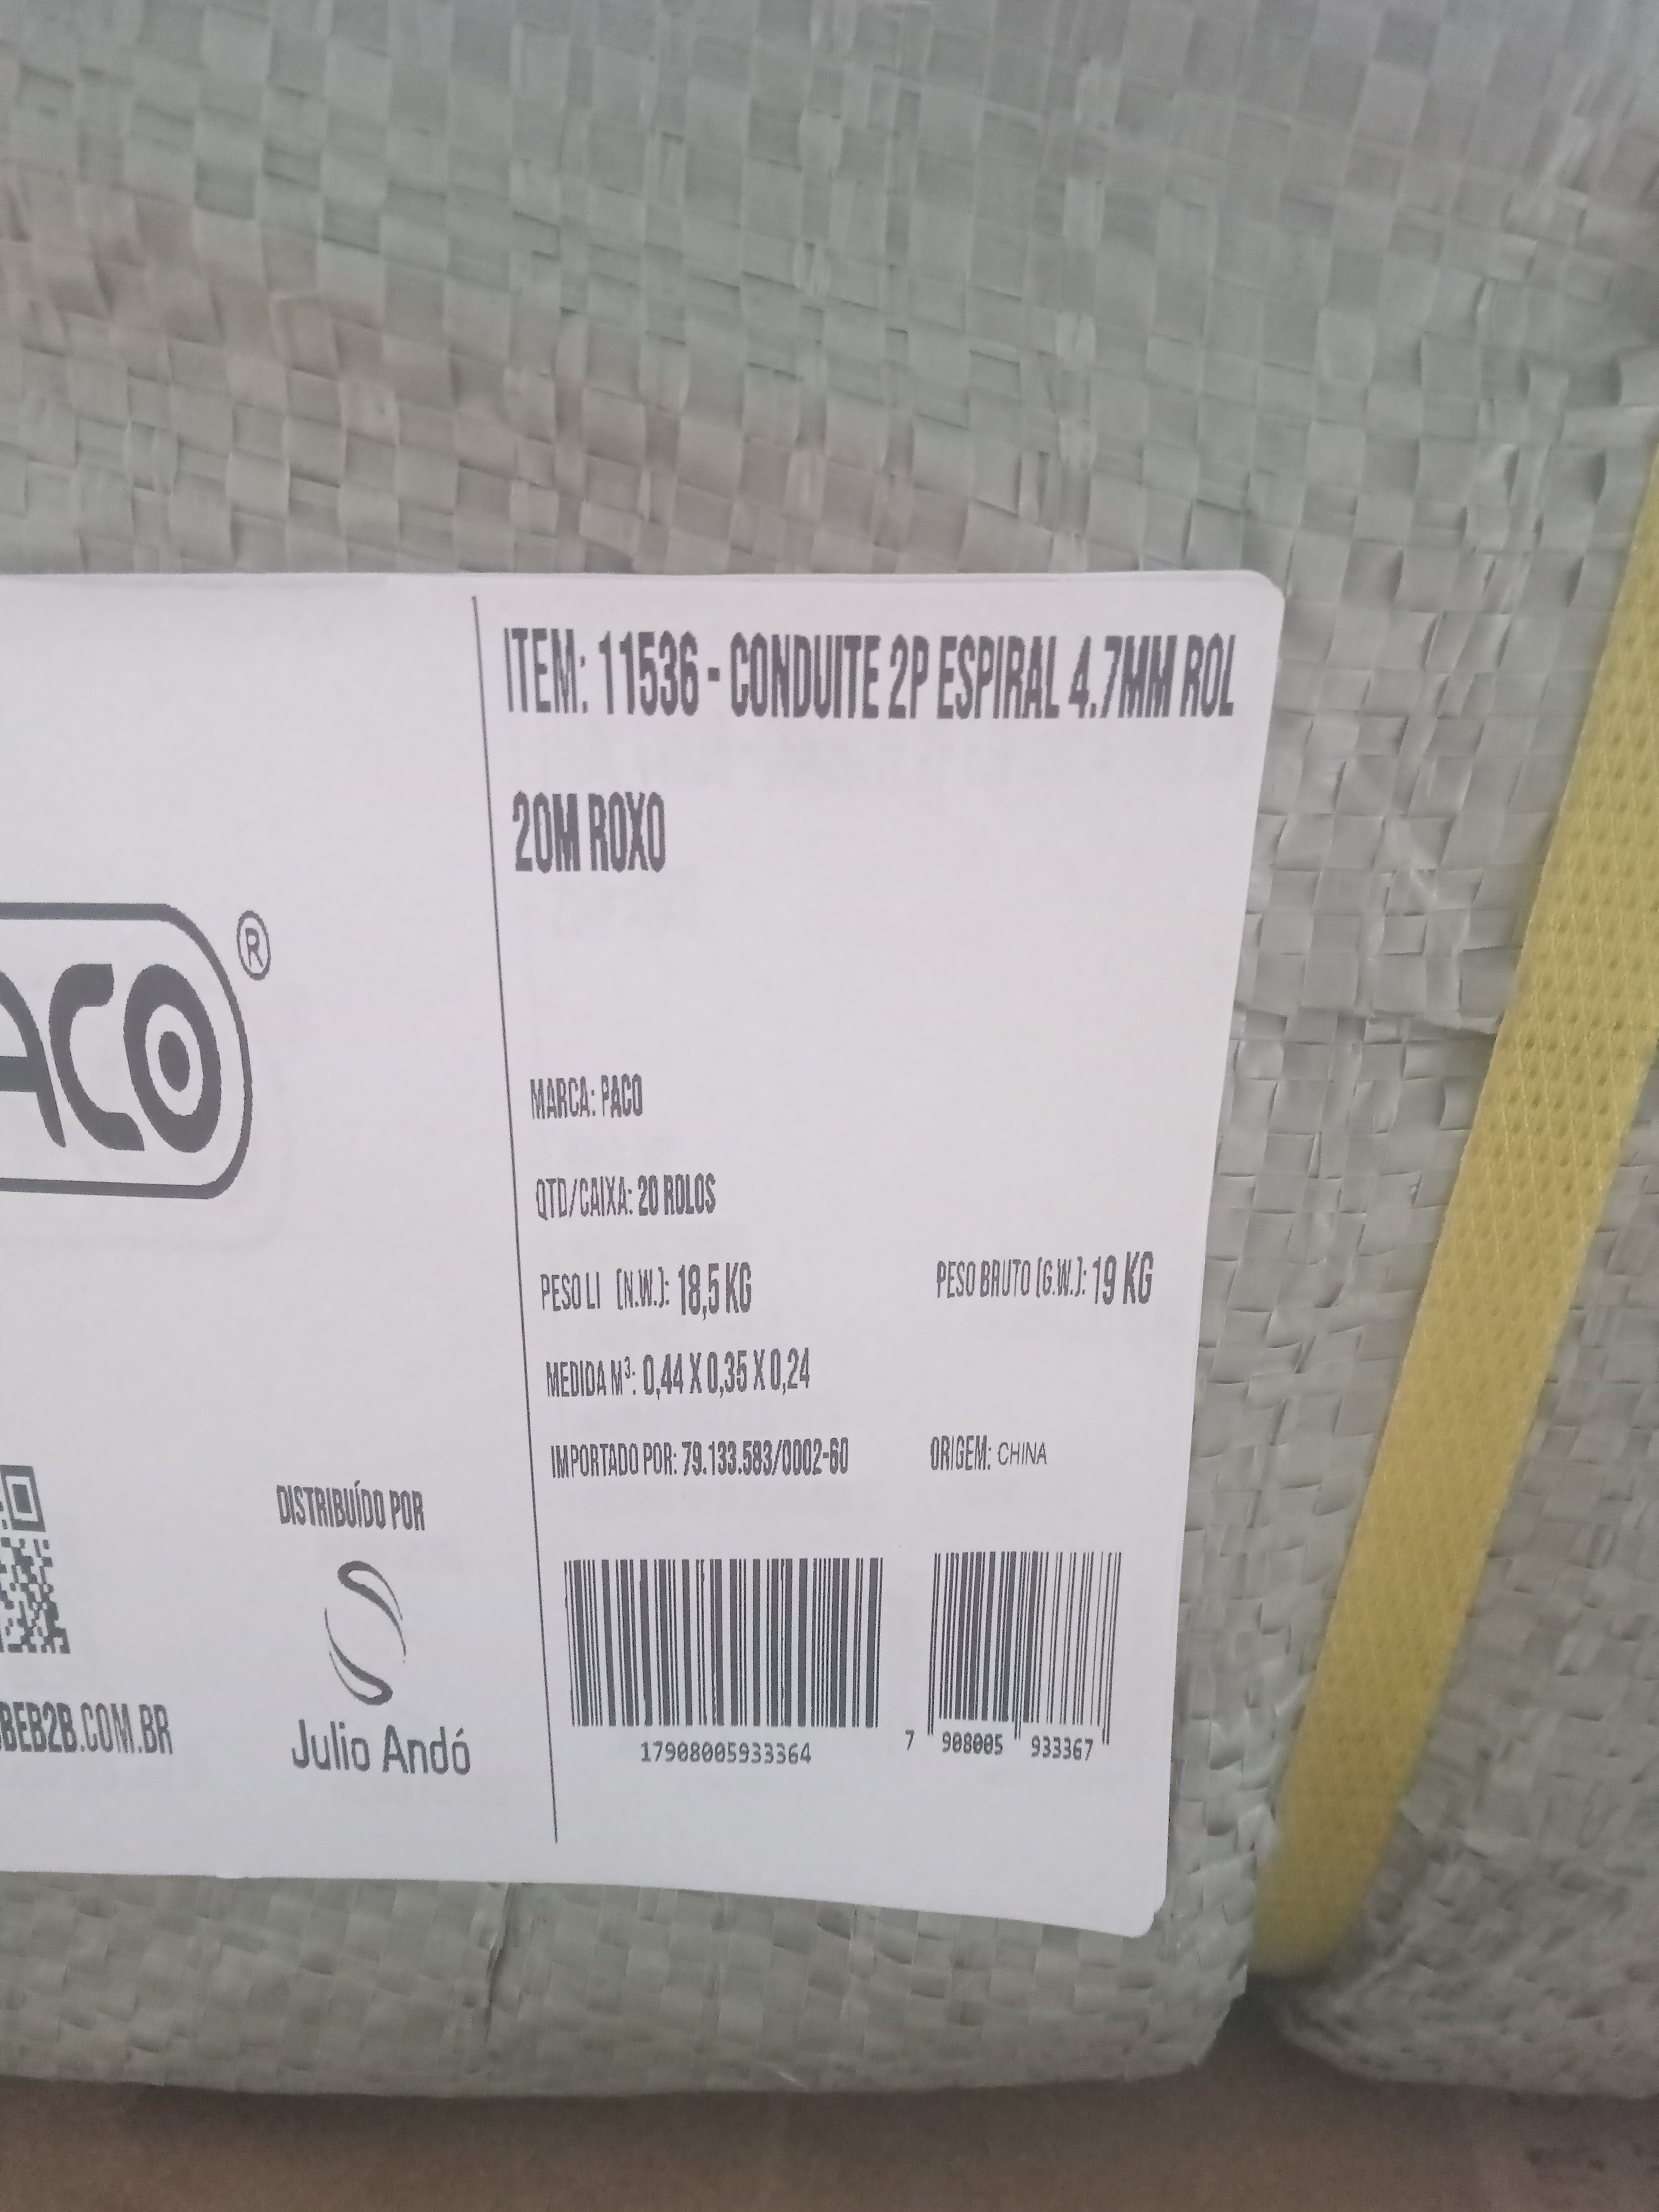 ITEM: 11536 - CONDUITE 2P ESPIRAL 4.7MM ROL
20M ROXO
ACO®
MARCA: PACO
QTD/CAIXA: 20 ROLOS
PESO LI (N.W.): 18,5 KG PESO BRUTO (G.W.): 19 KG
MEDIDA M³: 0,44 X 0,35 X 0,24
IMPORTADO POR: 79.133.583/0002-60 ORIGEM: CHINA
DISTRIBUÍDO POR
Julio Andó
BEB2B.COM.BR
17908005933364
7 908005 933367